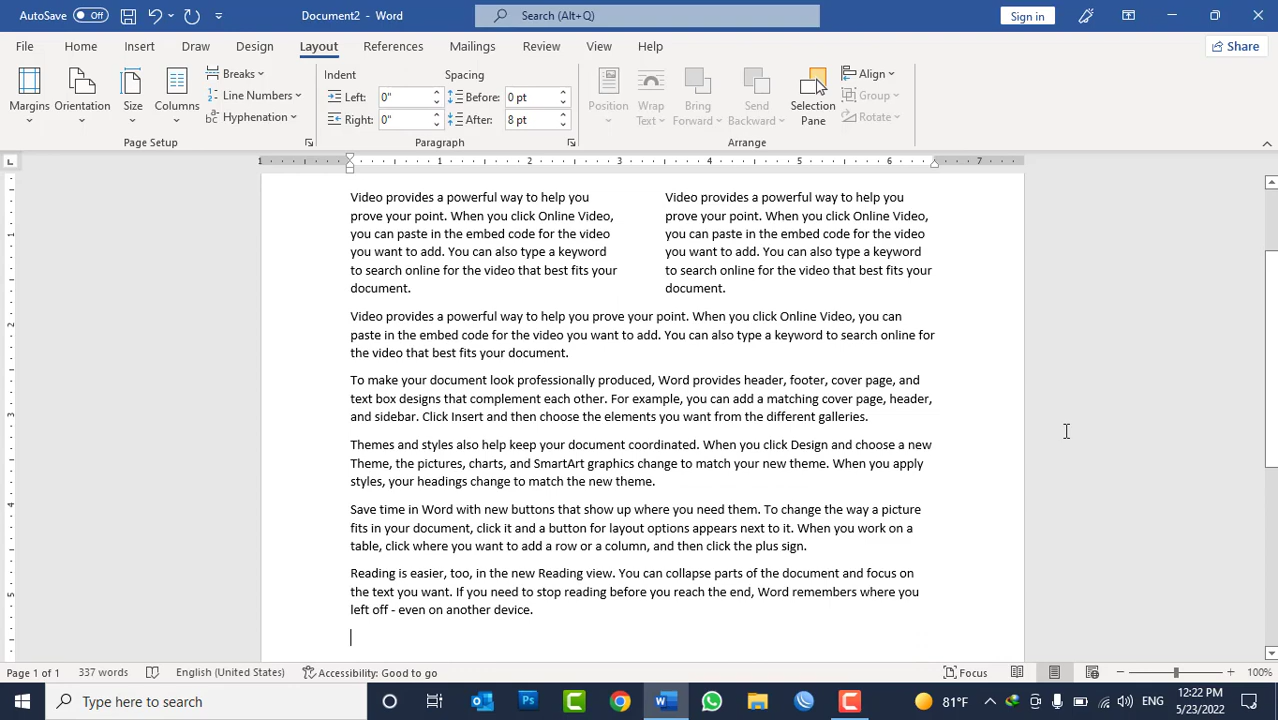 AutoSave Off Document2 - Word Search (Alt+Q) Sign in
File Home Insert Draw Design Layout References Mailings Review View Help Share
Margins Orientation Size Columns Breaks Line Numbers Hyphenation
Page Setup
Indent Spacing
Left: 0" Before: 0 pt
Right: 0" After: 8 pt
Paragraph
Position Wrap Text Bring Forward Send Backward Selection Pane Align Group Rotate
Arrange
1 1 2 3 4 5 6 7
1
2
3
4
5
Video provides a powerful way to help you
prove your point. When you click Online Video,
you can paste in the embed code for the video
you want to add. You can also type a keyword
to search online for the video that best fits your
document.
Video provides a powerful way to help you
prove your point. When you click Online Video,
you can paste in the embed code for the video
you want to add. You can also type a keyword
to search online for the video that best fits your
document.
Video provides a powerful way to help you prove your point. When you click Online Video, you can
paste in the embed code for the video you want to add. You can also type a keyword to search online for
the video that best fits your document.
To make your document look professionally produced, Word provides header, footer, cover page, and
text box designs that complement each other. For example, you can add a matching cover page, header,
and sidebar. Click Insert and then choose the elements you want from the different galleries.
Themes and styles also help keep your document coordinated. When you click Design and choose a new
Theme, the pictures, charts, and SmartArt graphics change to match your new theme. When you apply
styles, your headings change to match the new theme.
Save time in Word with new buttons that show up where you need them. To change the way a picture
fits in your document, click it and a button for layout options appears next to it. When you work on a
table, click where you want to add a row or a column, and then click the plus sign.
Reading is easier, too, in the new Reading view. You can collapse parts of the document and focus on
the text you want. If you need to stop reading before you reach the end, Word remembers where you
left off - even on another device.
Page 1 of 1 337 words English (United States) Accessibility: Good to go Focus 100%
Type here to search 81°F ENG 12:22 PM
5/23/2022